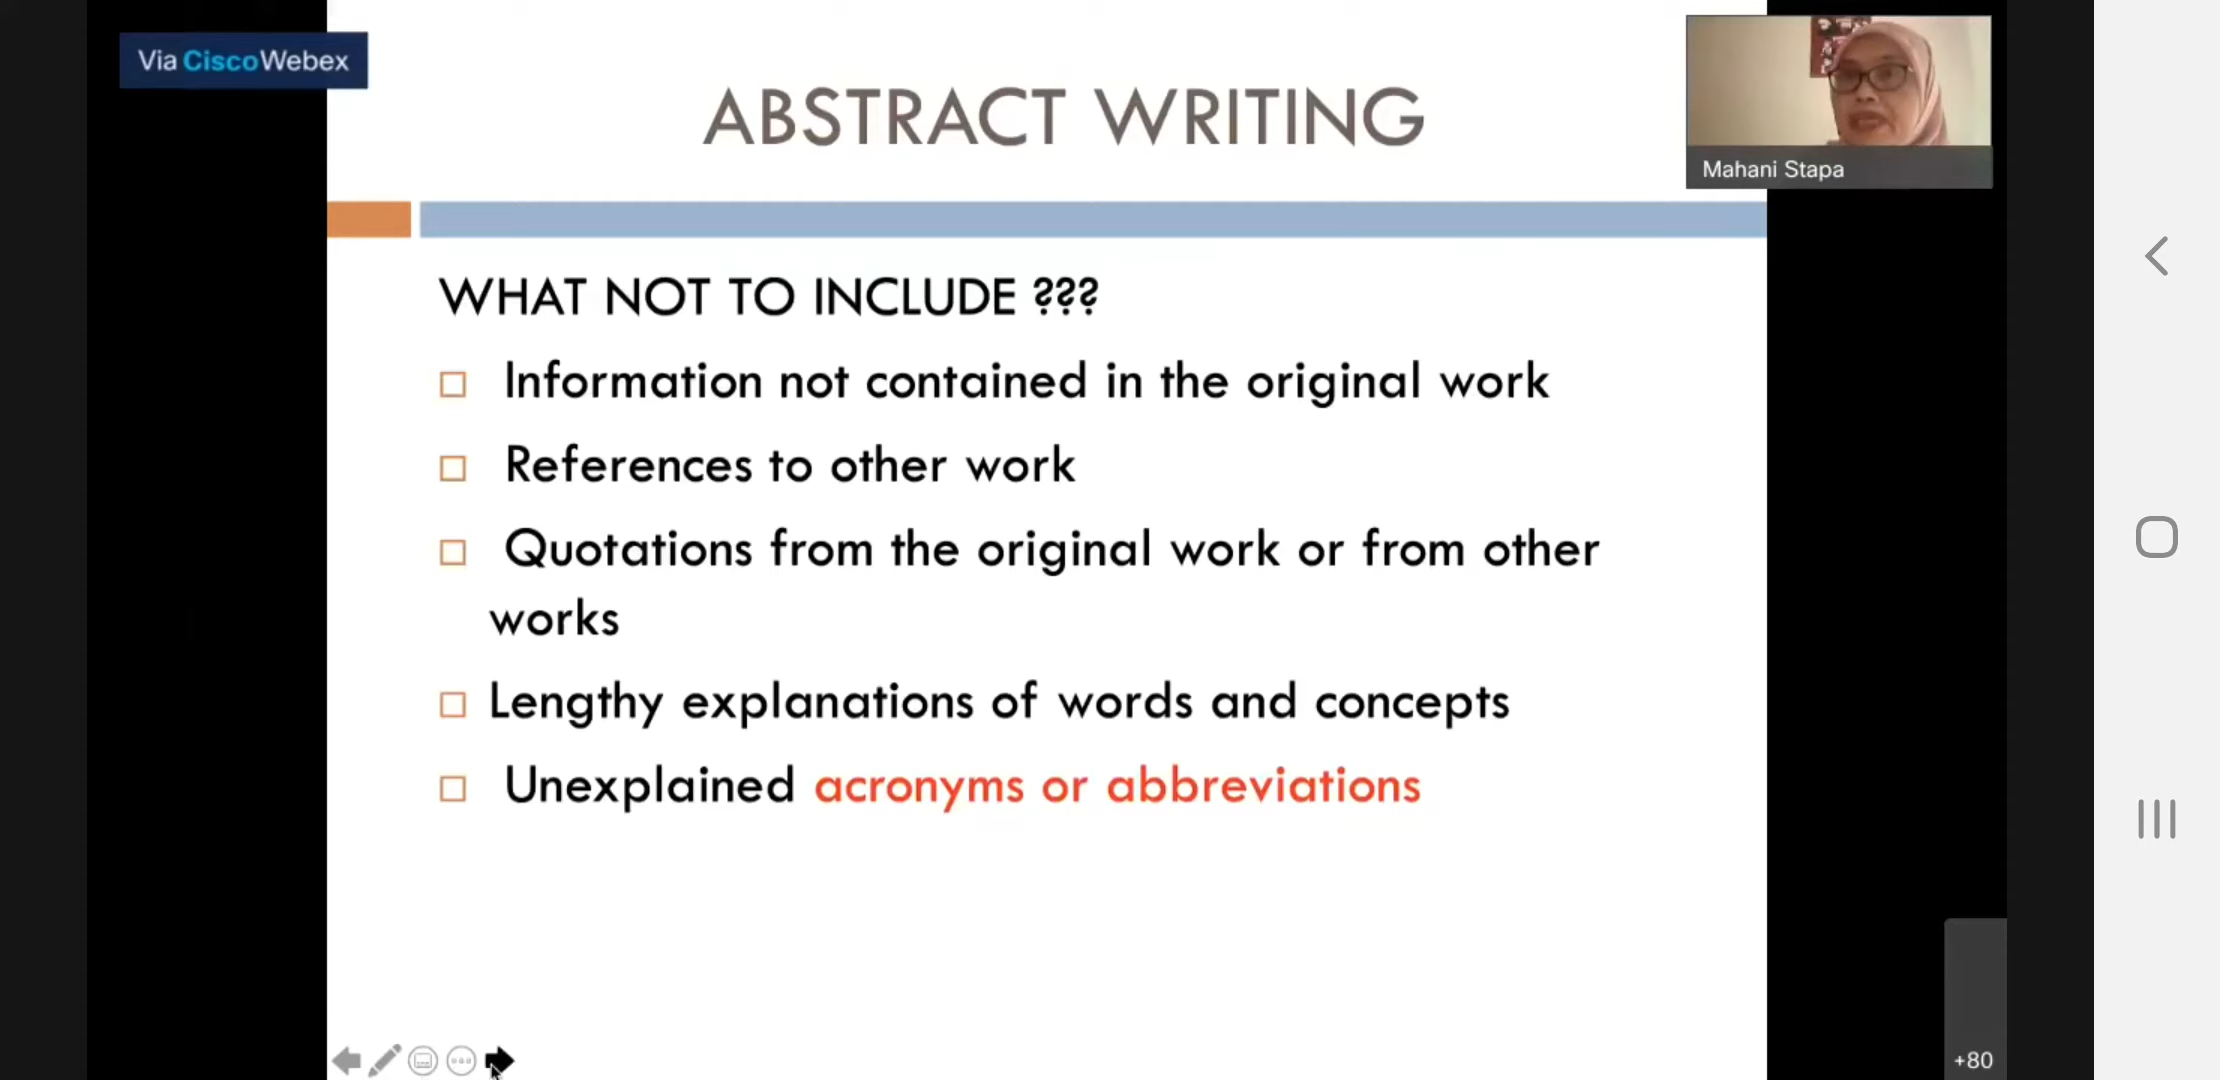 Via CiscoWebex
ABSTRACT WRITING
Mahani Stapa
WHAT NOT TO INCLUDE ???
Information not contained in the original work
References to other work
Quotations from the original work or from other
works
Lengthy explanations of words and concepts
Unexplained acronyms or abbreviations
+80